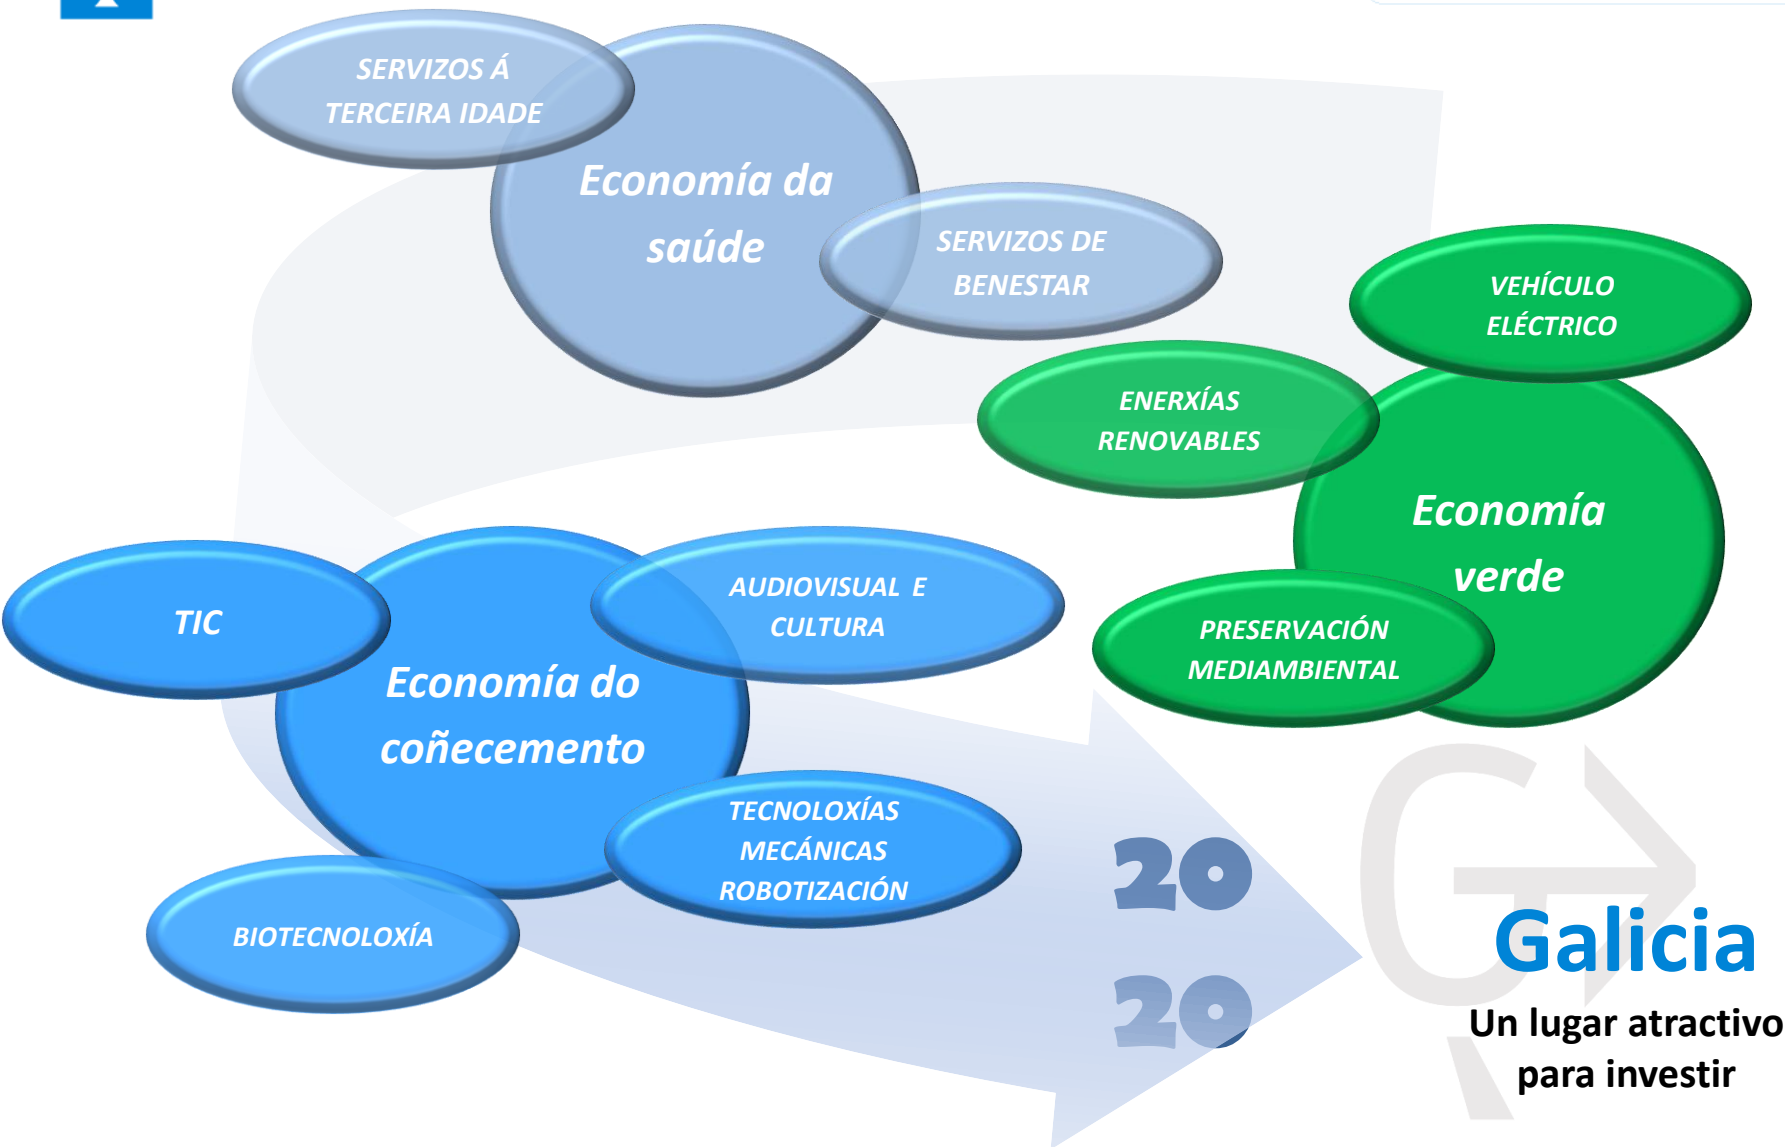 SERVIZOS Á
TERCEIRA IDADE
Economía da
saúde
SERVIZOS DE
BENESTAR
VEHÍCULO
ELÉCTRICO
ENERXÍAS
RENOVABLES
Economía
verde
PRESERVACIÓN
MEDIAMBIENTAL
TIC
AUDIOVISUAL E
CULTURA
Economía do
coñecemento
TECNOLOXÍAS
MECÁNICAS
ROBOTIZACIÓN
BIOTECNOLOXÍA
20
20
Galicia
Un lugar atractivo
para investir